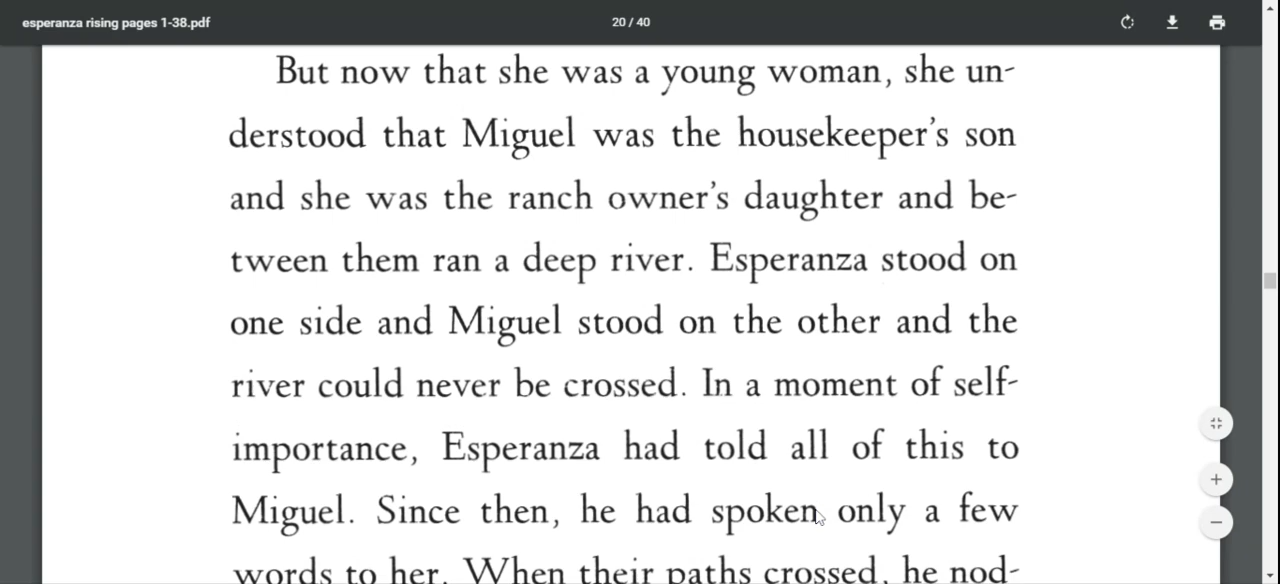 esperanza rising pages 1-38.pdf
20 / 40
But now that she was a young woman, she un-
derstood that Miguel was the housekeeper’s son
and she was the ranch owner’s daughter and be-
tween them ran a deep river. Esperanza stood on
one side and Miguel stood on the other and the
river could never be crossed. In a moment of self-
importance, Esperanza had told all of this to
Miguel. Since then, he had spoken only a few
words to her. When their paths crossed, he nod-